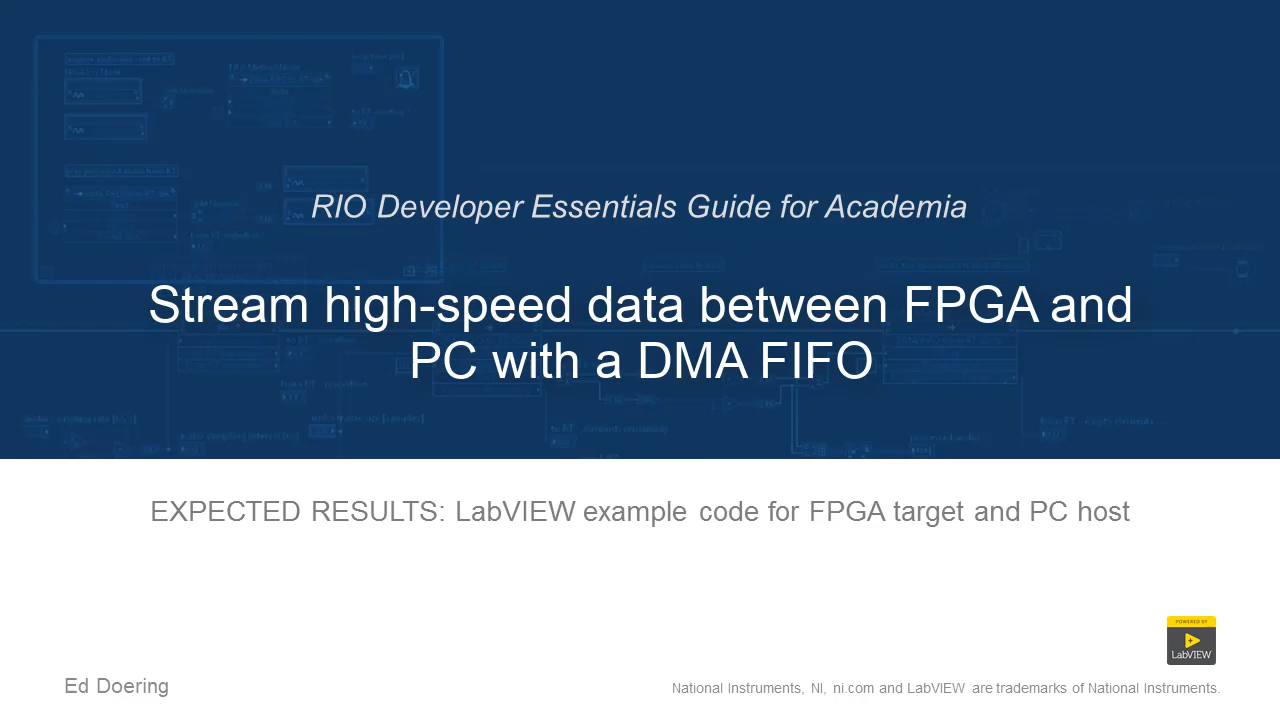 RIO Developer Essentials Guide for Academia
Stream high-speed data between FPGA and
PC with a DMA FIFO
EXPECTED RESULTS: LabVIEW example code for FPGA target and PC host
POWERED BY
LabVIEW
Ed Doering
National Instruments, NI, ni.com and LabVIEW are trademarks of National Instruments.